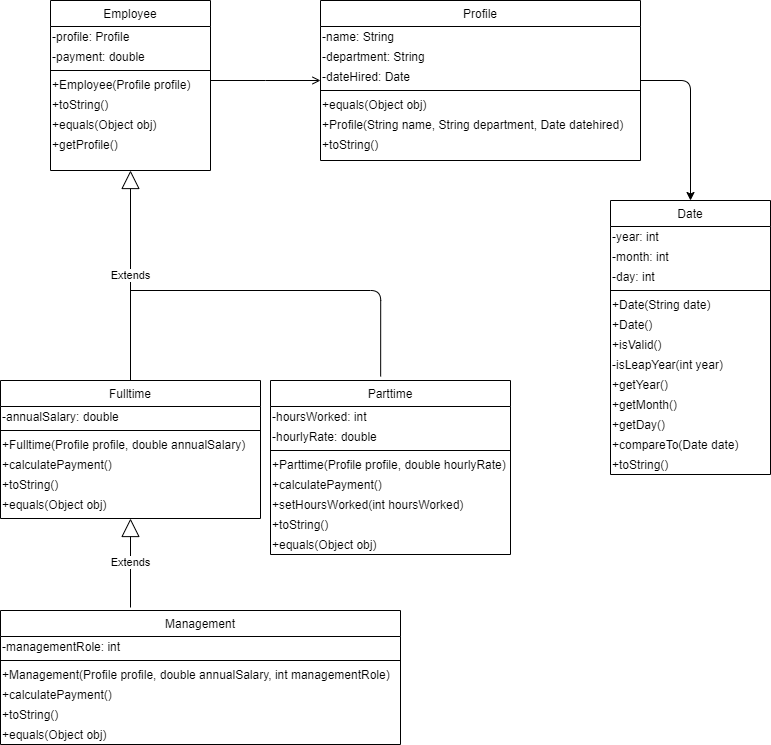 Employee
-profile: Profile
-payment: double
+Employee(Profile profile)
+toString()
+equals(Object obj)
+getProfile()
Profile
-name: String
-department: String
-dateHired: Date
+equals(Object obj)
+Profile(String name, String department, Date datehired)
+toString()
Date
-year: int
-month: int
-day: int
+Date(String date)
+Date()
+isValid()
-isLeapYear(int year)
+getYear()
+getMonth()
+getDay()
+compareTo(Date date)
+toString()
Extends
Fulltime
-annualSalary: double
+Fulltime(Profile profile, double annualSalary)
+calculatePayment()
+toString()
+equals(Object obj)
Parttime
-hoursWorked: int
-hourlyRate: double
+Parttime(Profile profile, double hourlyRate)
+calculatePayment()
+setHoursWorked(int hoursWorked)
+toString()
+equals(Object obj)
Extends
Management
-managementRole: int
+Management(Profile profile, double annualSalary, int managementRole)
+calculatePayment()
+toString()
+equals(Object obj)